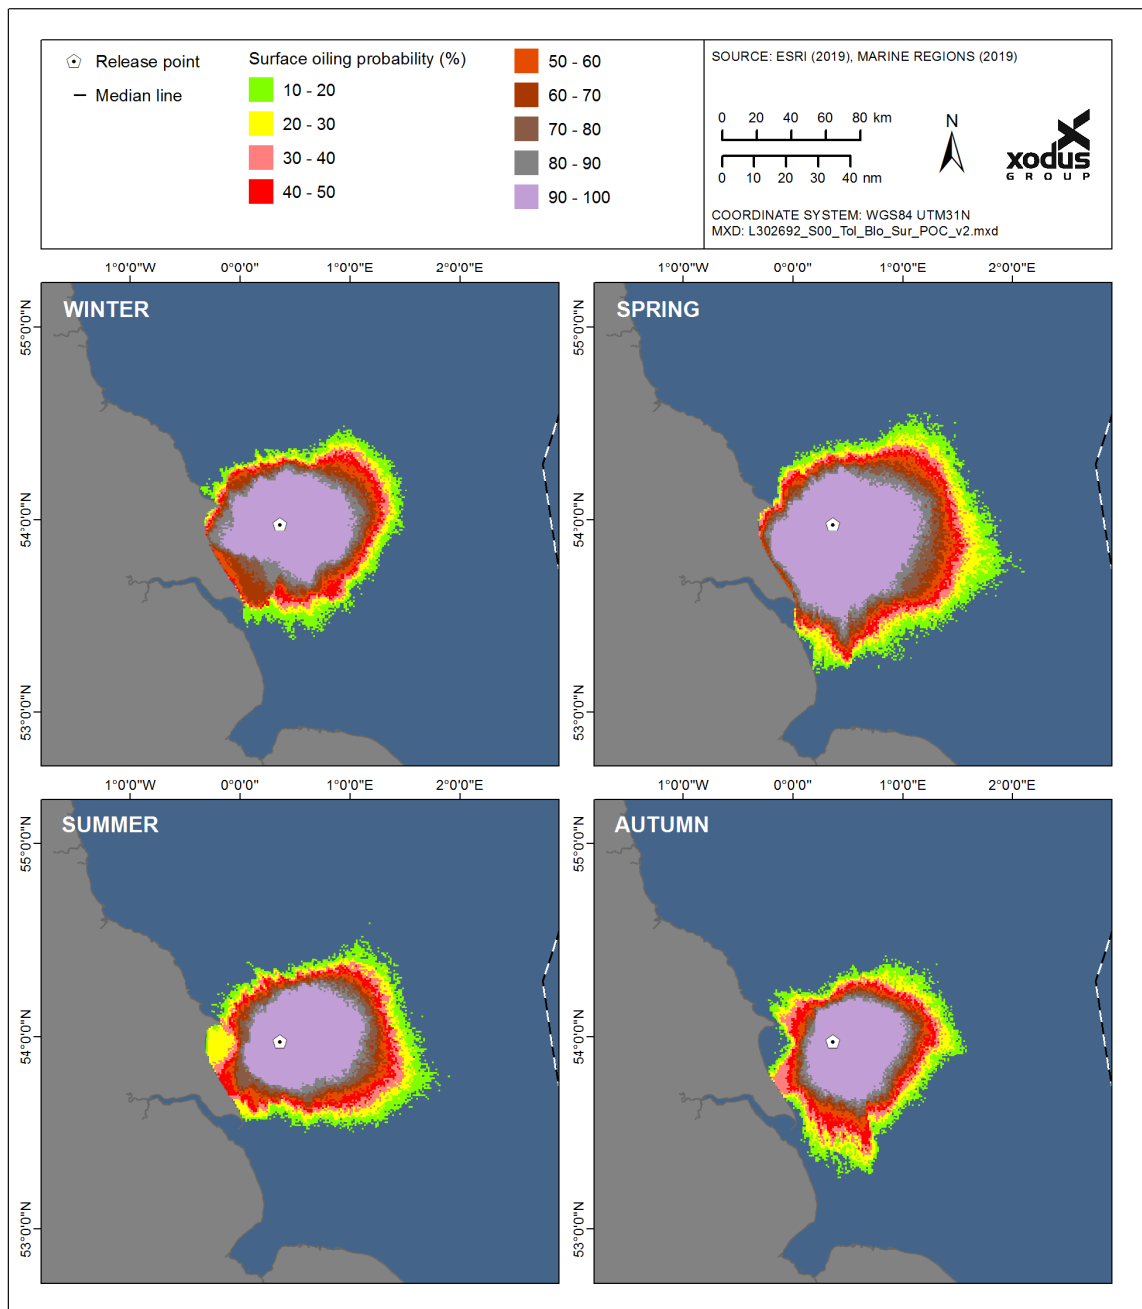 Release point
Median line
Surface oiling probability (%)
10 - 20
20 - 30
30 - 40
40 - 50
50 - 60
60 - 70
70 - 80
80 - 90
90 - 100
SOURCE: ESRI (2019), MARINE REGIONS (2019)
0 20 40 60 80 km
0 10 20 30 40 nm
N
xodus
GROUP
COORDINATE SYSTEM: WGS84 UTM31N
MXD: L302692_S00_Tol_Blo_Sur_POC_v2.mxd
1°0'0"W 0°0'0" 1°0'0"E 2°0'0"E
55°0'0"N
54°0'0"N
53°0'0"N
WINTER
1°0'0"W 0°0'0" 1°0'0"E 2°0'0"E
55°0'0"N
54°0'0"N
53°0'0"N
SPRING
1°0'0"W 0°0'0" 1°0'0"E 2°0'0"E
55°0'0"N
54°0'0"N
53°0'0"N
SUMMER
1°0'0"W 0°0'0" 1°0'0"E 2°0'0"E
55°0'0"N
54°0'0"N
53°0'0"N
AUTUMN